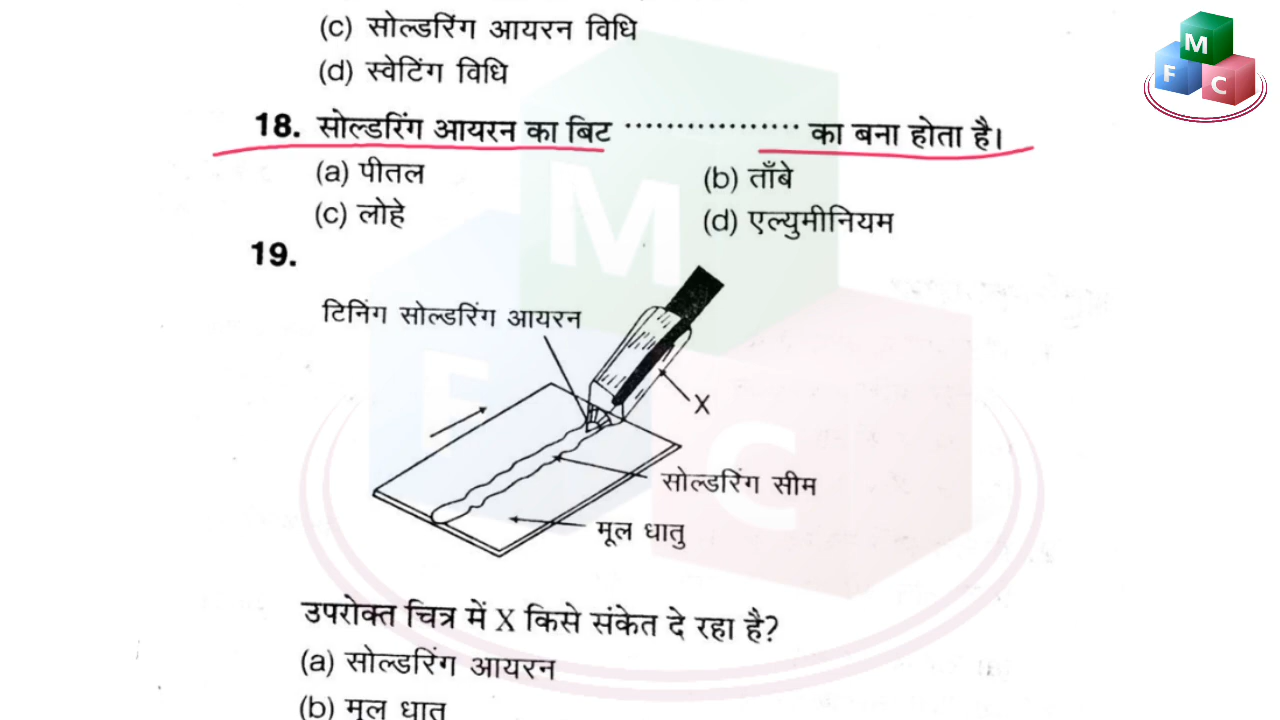 (c) सोल्डरिंग आयरन विधि
(d) स्वेटिंग विधि
18. सोल्डरिंग आयरन का बिट .................. का बना होता है।
(a) पीतल (b) ताँबे
(c) लोहे (d) एल्युमीनियम
19.
टिनिंग सोल्डरिंग आयरन
X
सोल्डरिंग सीम
मूल धातु
उपरोक्त चित्र में X किसे संकेत दे रहा है?
(a) सोल्डरिंग आयरन
(b) मूल धातु
M
F C
M
F C